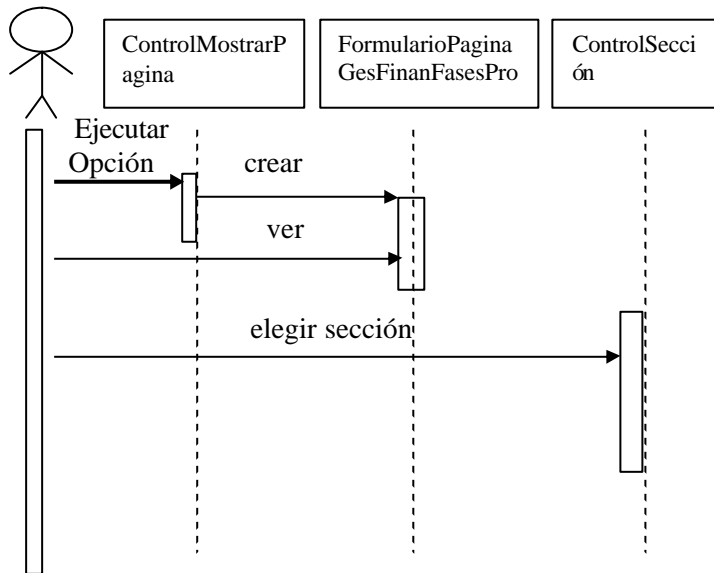 ControlMostrarP
agina
FormularioPagina
GesFinanFasesPro
ControlSecci
ón
Ejecutar
Opción
crear
ver
elegir sección